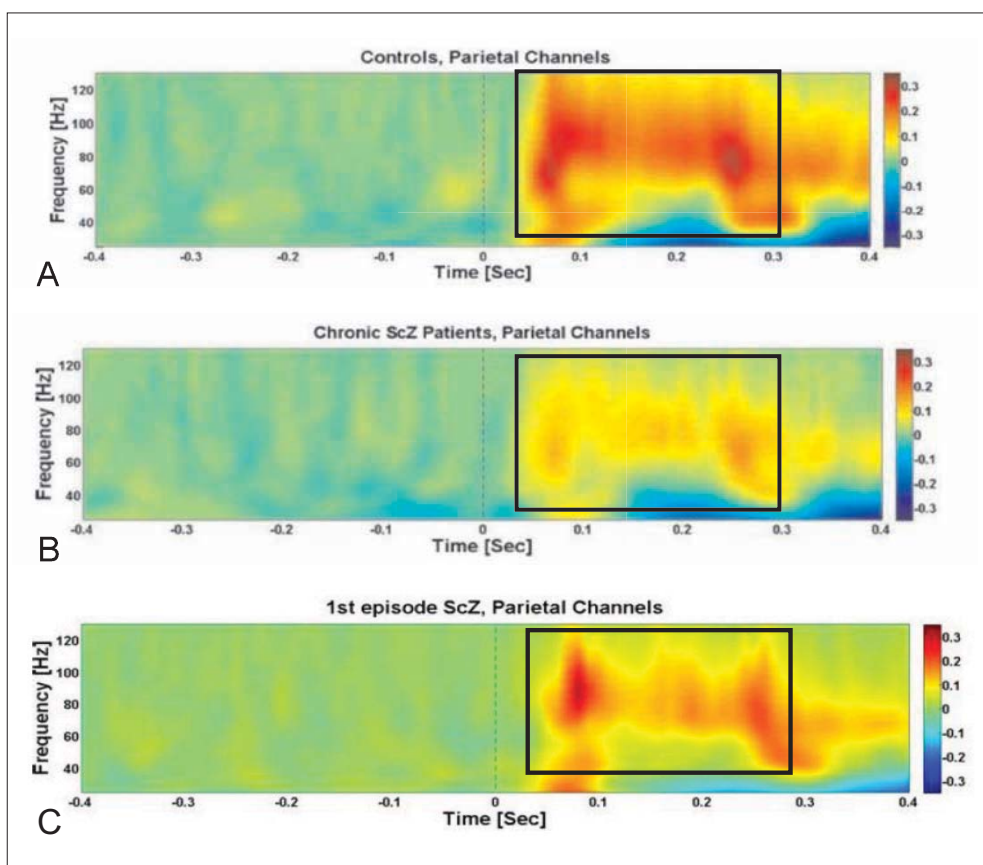 Controls, Parietal Channels
Frequency [Hz]
120
100
80
60
40
-0.4 -0.3 -0.2 -0.1 0 0.1 0.2 0.3 0.4
Time [Sec]
0.3
0.2
0.1
0
-0.1
-0.2
-0.3
A
Chronic ScZ Patients, Parietal Channels
Frequency [Hz]
120
100
80
60
40
-0.4 -0.3 -0.2 -0.1 0 0.1 0.2 0.3 0.4
Time [Sec]
0.3
0.2
0.1
0
-0.1
-0.2
-0.3
B
1st episode ScZ, Parietal Channels
Frequency [Hz]
120
100
80
60
40
-0.4 -0.3 -0.2 -0.1 0 0.1 0.2 0.3 0.4
Time [Sec]
0.3
0.2
0.1
0
-0.1
-0.2
-0.3
C